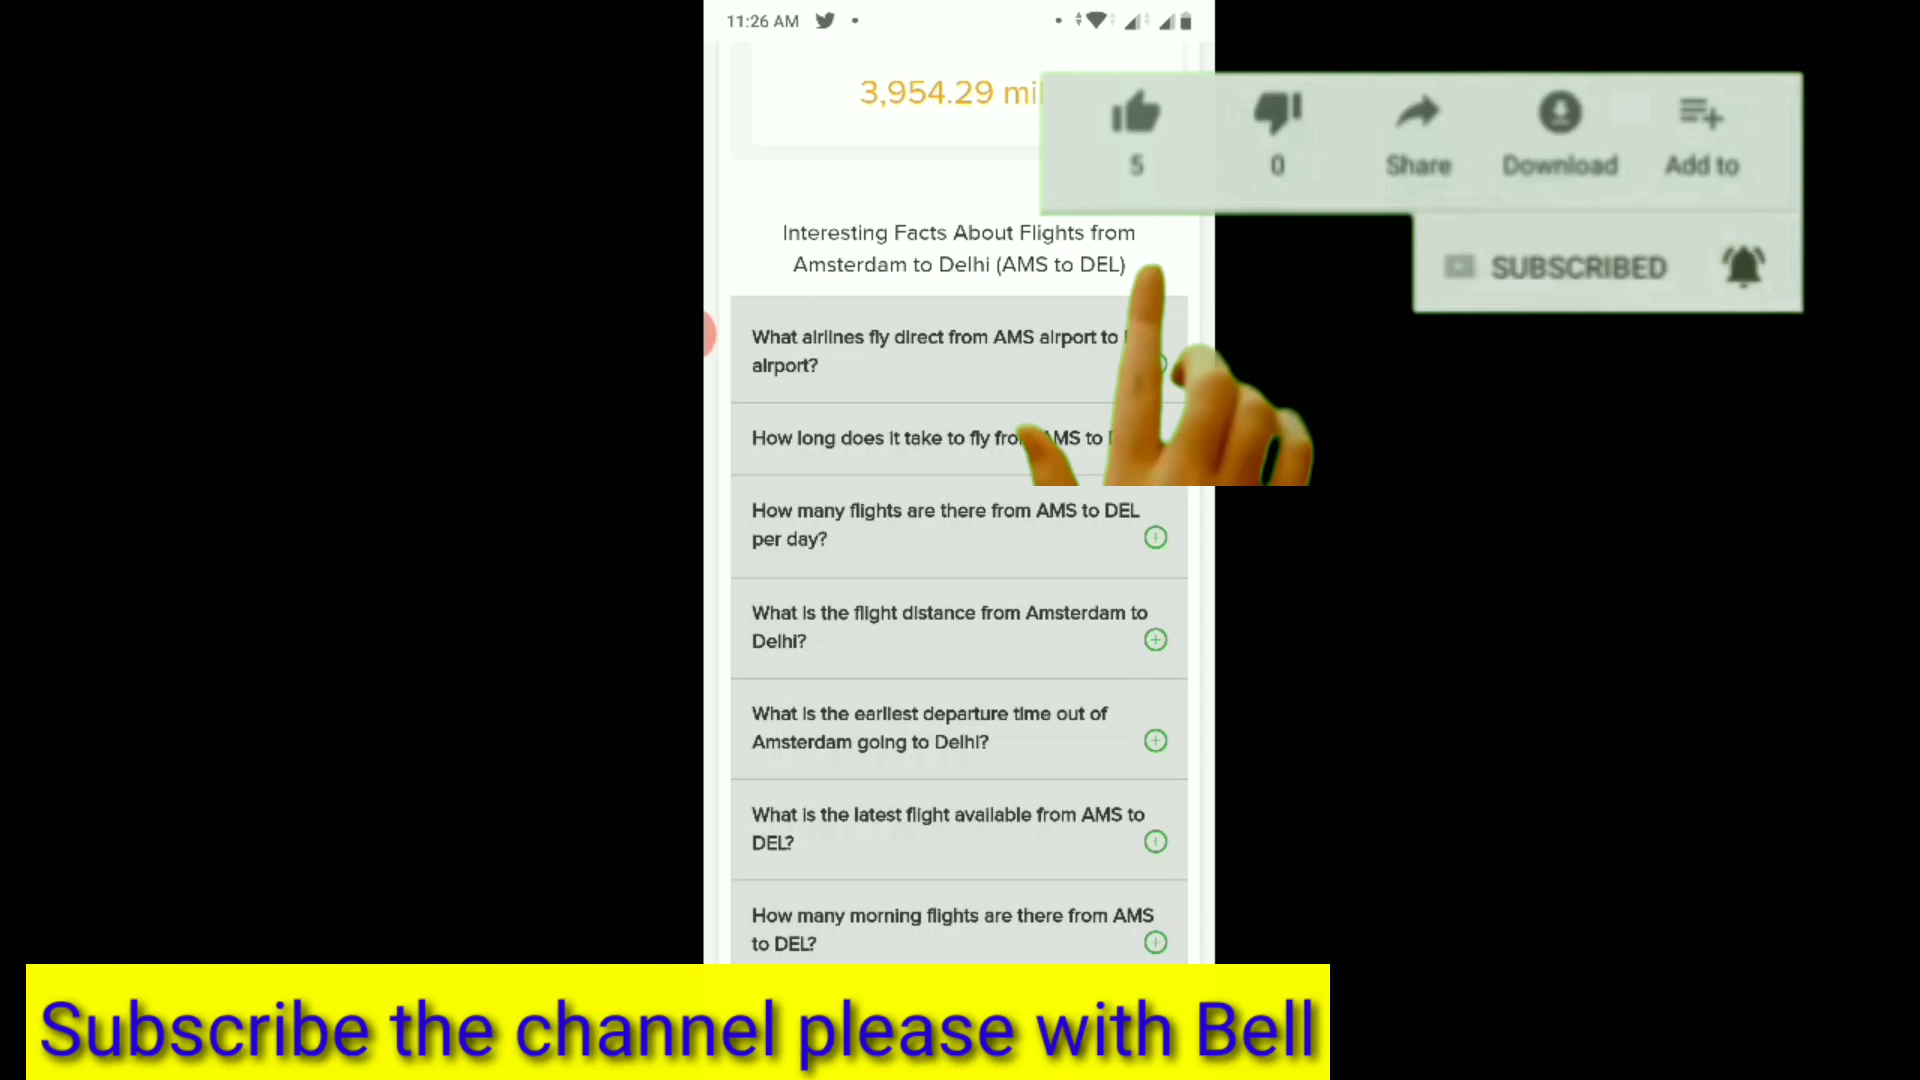 11:26 AM
3,954.29
5
0
Share
Download
Add to
SUBSCRIBED
Interesting Facts About Flights from
Amsterdam to Delhi (AMS to DEL)
What airlines fly direct from AMS airport to
airport?
How long does it take to fly AMS to
How many flights are there from AMS to DEL
per day?
What is the flight distance from Amsterdam to
Delhi?
What is the earliest departure time out of
Amsterdam going to Delhi?
What is the latest flight available from AMS to
DEL?
How many morning flights are there from AMS
to DEL?
Subscribe the channel please with Bell